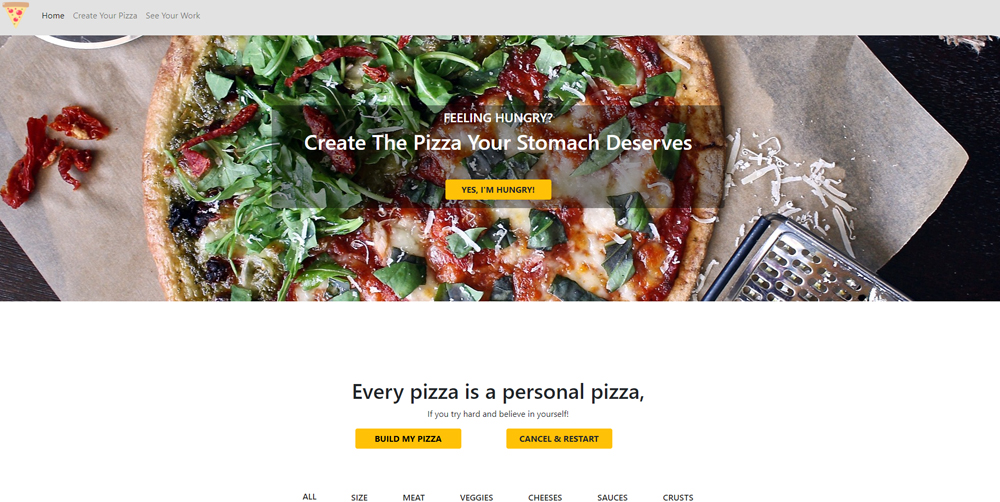 Home Create Your Pizza See Your Work
FEELING HUNGRY?
Create The Pizza Your Stomach Deserves
YES, I'M HUNGRY!
Every pizza is a personal pizza,
If you try hard and believe in yourself!
BUILD MY PIZZA CANCEL & RESTART
ALL SIZE MEAT VEGGIES CHEESES SAUCES CRUSTS